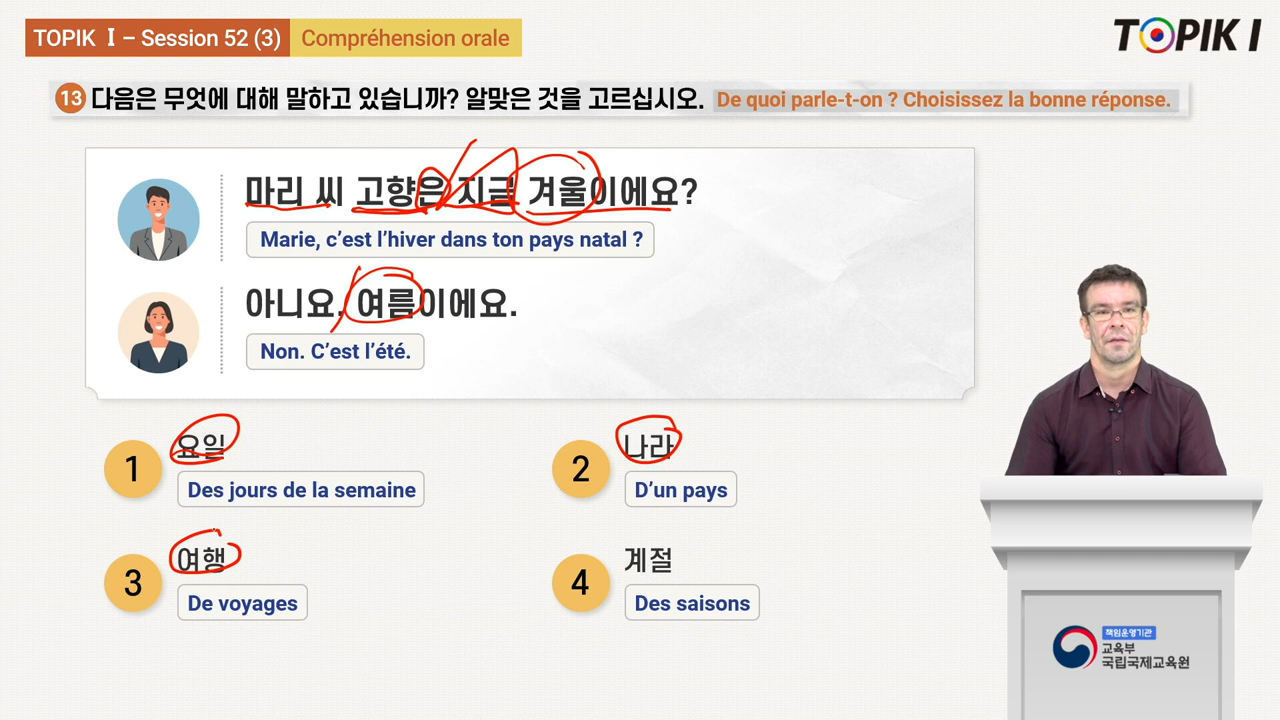 TOPIK Ⅰ – Session 52 (3) Compréhension orale
TOPIK I
13 다음은 무엇에 대해 말하고 있습니까? 알맞은 것을 고르십시오. De quoi parle-t-on ? Choisissez la bonne réponse.
마리 씨 고향은 지금 겨울이에요?
Marie, c’est l’hiver dans ton pays natal ?
아니요. 여름이에요.
Non. C’est l’été.
1 요일
Des jours de la semaine
2 나라
D’un pays
3 여행
De voyages
4 계절
Des saisons
책임운영기관
교육부
국립국제교육원